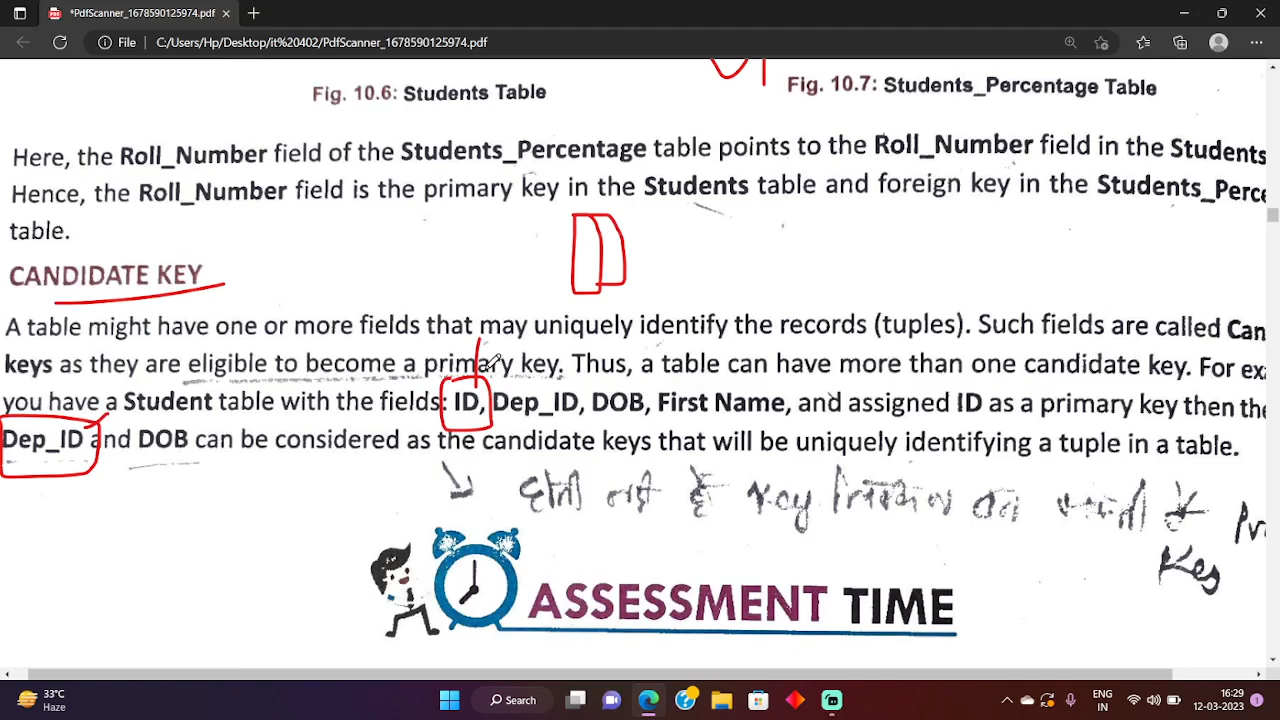 *PdfScanner_1678590125974.pdf
File C:/Users/Hp/Desktop/it%20402/PdfScanner_1678590125974.pdf
Fig. 10.6: Students Table
Fig. 10.7: Students_Percentage Table
Here, the Roll_Number field of the Students_Percentage table points to the Roll_Number field in the Students
Hence, the Roll_Number field is the primary key in the Students table and foreign key in the Students_Perce
table.
CANDIDATE KEY
A table might have one or more fields that may uniquely identify the records (tuples). Such fields are called Can
keys as they are eligible to become a primary key. Thus, a table can have more than one candidate key. For exa
you have a Student table with the fields: ID, Dep_ID, DOB, First Name, and assigned ID as a primary key then the
Dep_ID and DOB can be considered as the candidate keys that will be uniquely identifying a tuple in a table.
key
Key
ASSESSMENT TIME
33°C
Haze
Search
ENG
IN
16:29
12-03-2023
1